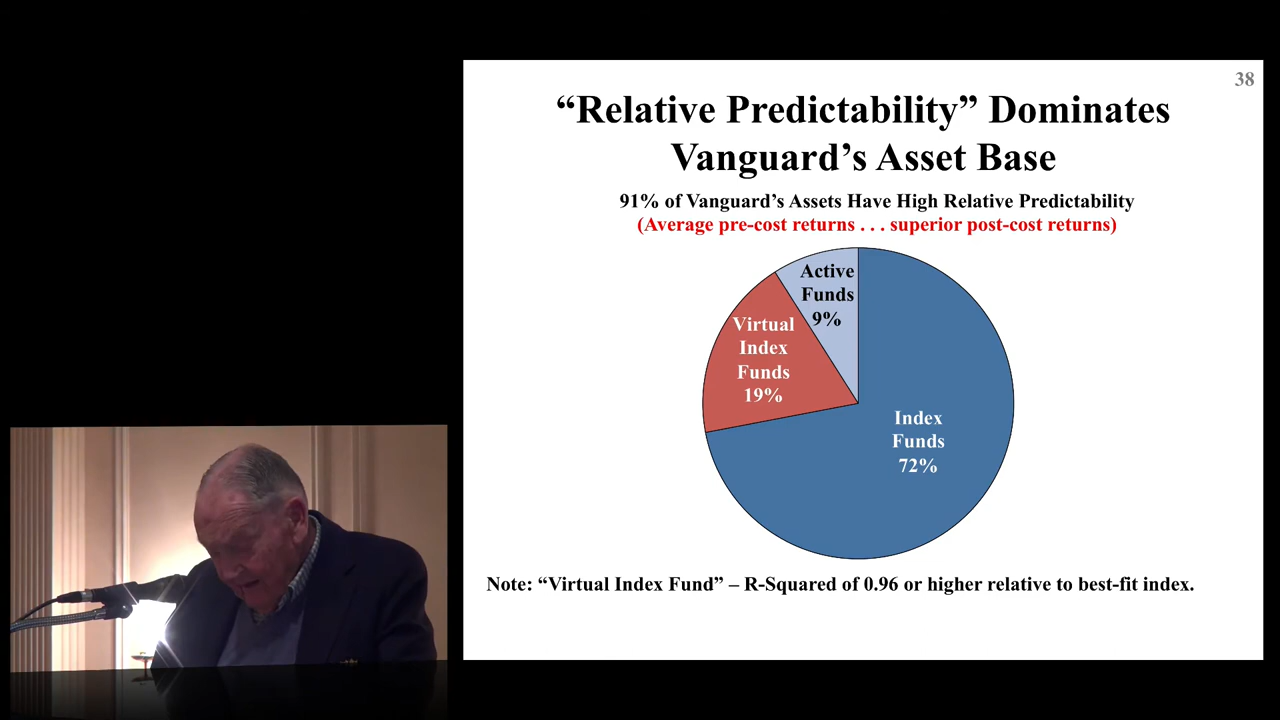 38
“Relative Predictability” Dominates
Vanguard’s Asset Base
91% of Vanguard’s Assets Have High Relative Predictability
(Average pre-cost returns . . . superior post-cost returns)
Active
Funds
9%
Virtual
Index
Funds
19%
Index
Funds
72%
Note: “Virtual Index Fund” – R-Squared of 0.96 or higher relative to best-fit index.